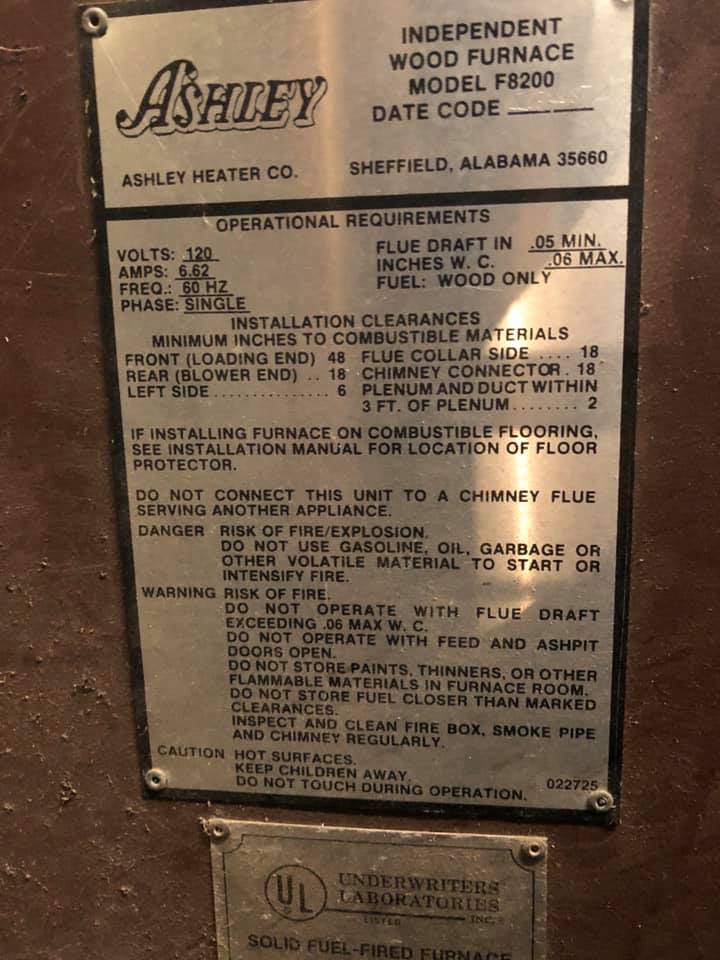 ASHLEY
INDEPENDENT
WOOD FURNACE
MODEL F8200
DATE CODE
ASHLEY HEATER CO. SHEFFIELD, ALABAMA 35660
OPERATIONAL REQUIREMENTS
VOLTS: 120
AMPS: 6.62
FREQ.: 60 HZ
PHASE: SINGLE
FLUE DRAFT IN .05 MIN.
INCHES W. C. .06 MAX.
FUEL: WOOD ONLY
INSTALLATION CLEARANCES
MINIMUM INCHES TO COMBUSTIBLE MATERIALS
FRONT (LOADING END) 48
REAR (BLOWER END) .. 18
LEFT SIDE .............. 6
FLUE COLLAR SIDE .... 18
CHIMNEY CONNECTOR . 18
PLENUM AND DUCT WITHIN
3 FT. OF PLENUM ........ 2
IF INSTALLING FURNACE ON COMBUSTIBLE FLOORING,
SEE INSTALLATION MANUAL FOR LOCATION OF FLOOR
PROTECTOR.
DO NOT CONNECT THIS UNIT TO A CHIMNEY FLUE
SERVING ANOTHER APPLIANCE.
DANGER RISK OF FIRE/EXPLOSION.
DO NOT USE GASOLINE, OIL, GARBAGE OR
OTHER VOLATILE MATERIAL TO START OR
INTENSIFY FIRE.
WARNING RISK OF FIRE.
DO NOT OPERATE WITH FLUE DRAFT
EXCEEDING .06 MAX W. C.
DO NOT OPERATE WITH FEED AND ASHPIT
DOORS OPEN.
DO NOT STORE PAINTS, THINNERS, OR OTHER
FLAMMABLE MATERIALS IN FURNACE ROOM.
DO NOT STORE FUEL CLOSER THAN MARKED
CLEARANCES.
INSPECT AND CLEAN FIRE BOX, SMOKE PIPE
AND CHIMNEY REGULARLY.
CAUTION HOT SURFACES.
KEEP CHILDREN AWAY.
DO NOT TOUCH DURING OPERATION.
022725
UL
UNDERWRITERS
LABORATORIES
LISTED INC.®
SOLID FUEL-FIRED FURNACE